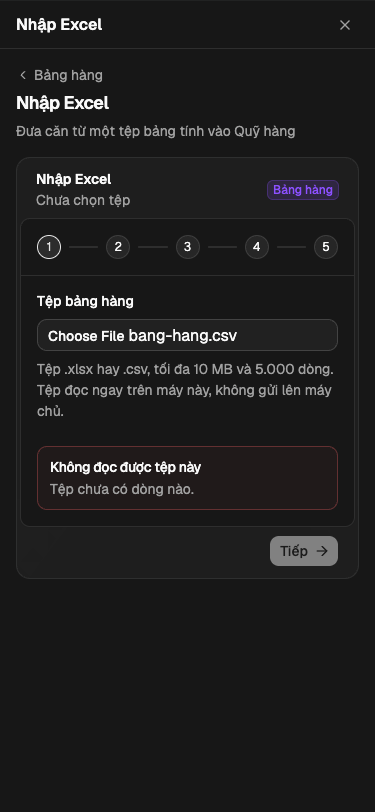 Nhập Excel
Bảng hàng
Nhập Excel
Đưa căn từ một tệp bảng tính vào Quỹ hàng
Nhập Excel
Chưa chọn tệp
Bảng hàng
1 2 3 4 5
Tệp bảng hàng
Choose File bang-hang.csv
Tệp .xlsx hay .csv, tối đa 10 MB và 5.000 dòng.
Tệp đọc ngay trên máy này, không gửi lên máy
chủ.
Không đọc được tệp này
Tệp chưa có dòng nào.
Tiếp